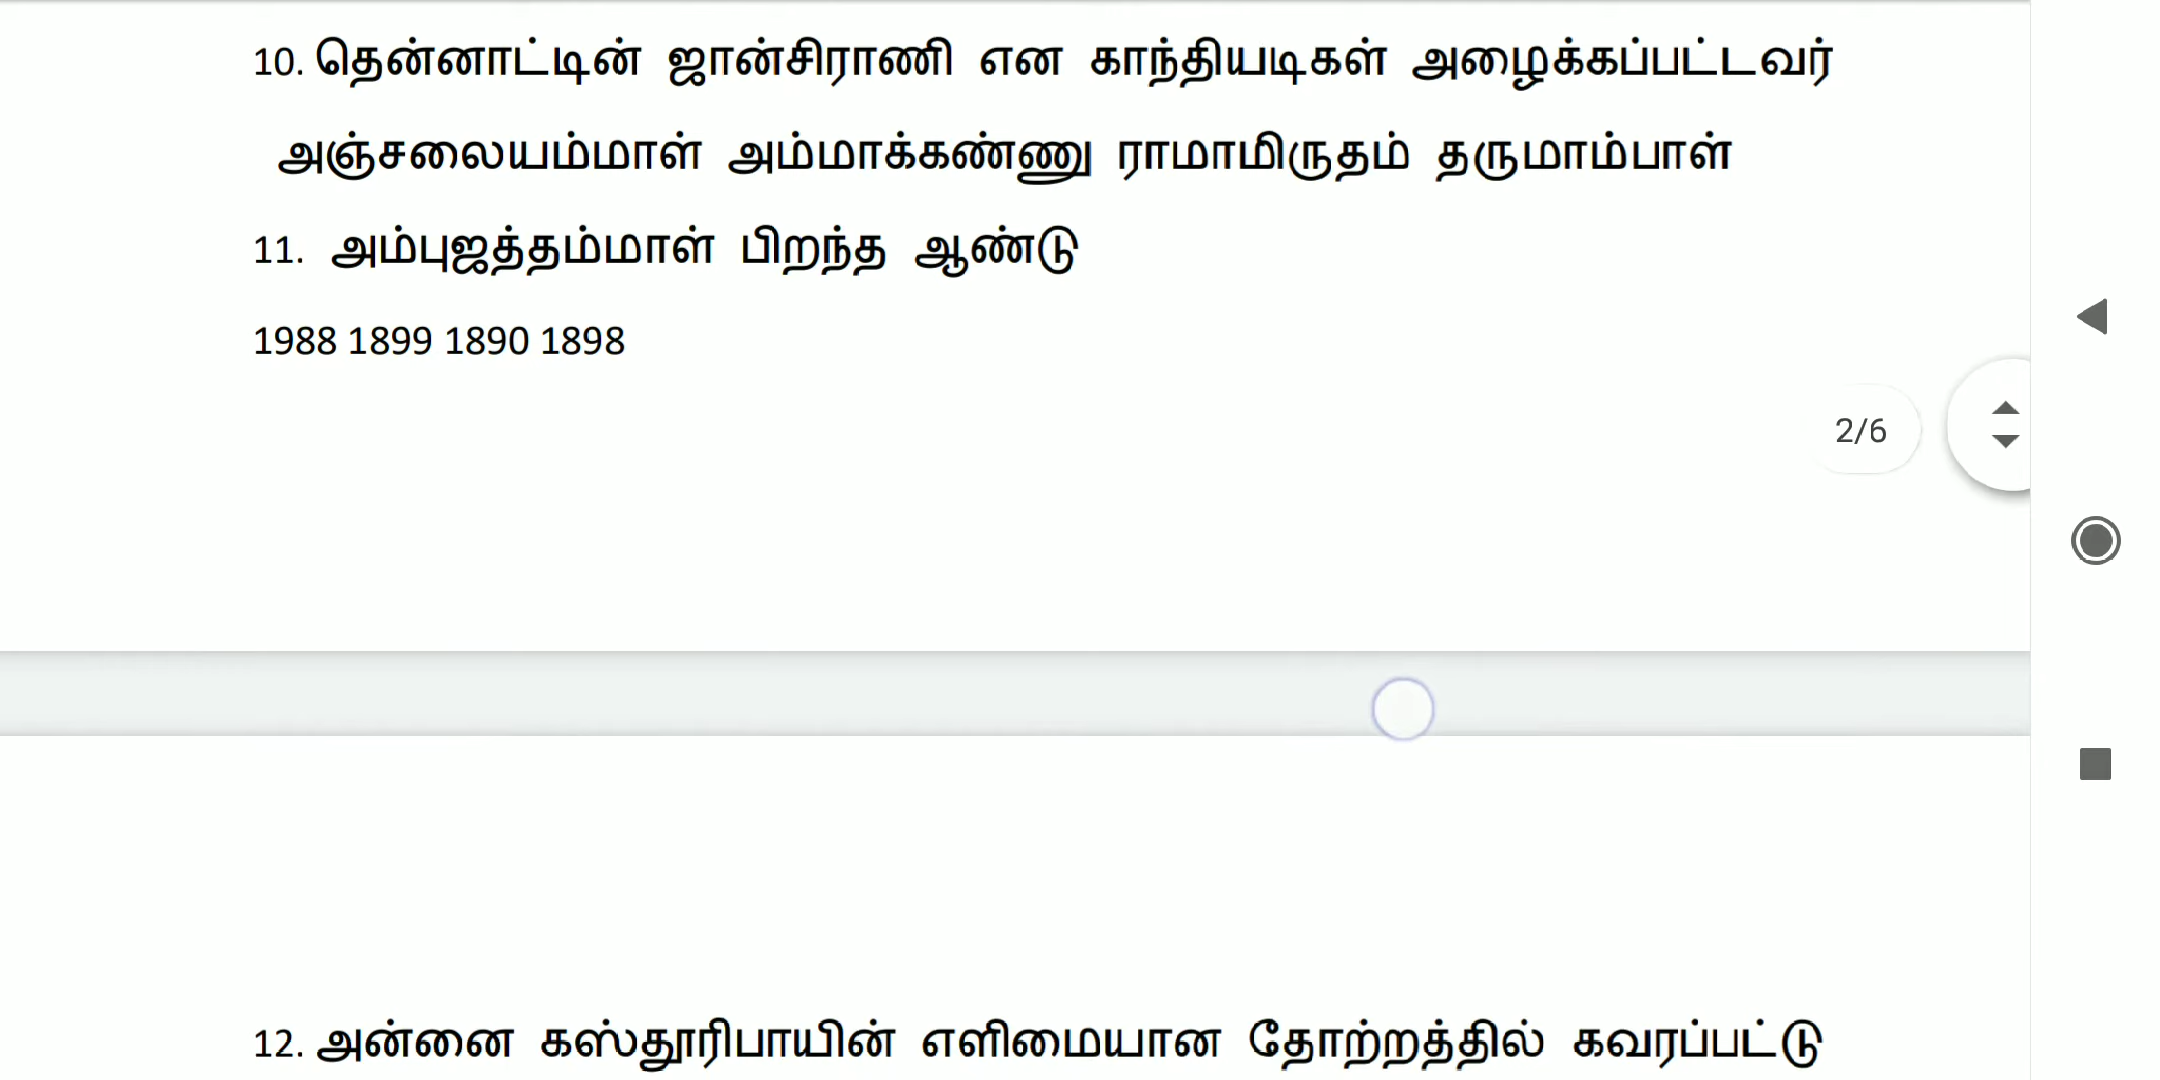 10. தென்னாட்டின் ஜான்சிராணி என காந்தியடிகள் அழைக்கப்பட்டவர்
அஞ்சலையம்மாள் அம்மாக்கண்ணு ராமாமிருதம் தருமாம்பாள்
11. அம்புஜத்தம்மாள் பிறந்த ஆண்டு
1988 1899 1890 1898
2/6
12. அன்னை கஸ்தூரிபாயின் எளிமையான தோற்றத்தில் கவரப்பட்டு